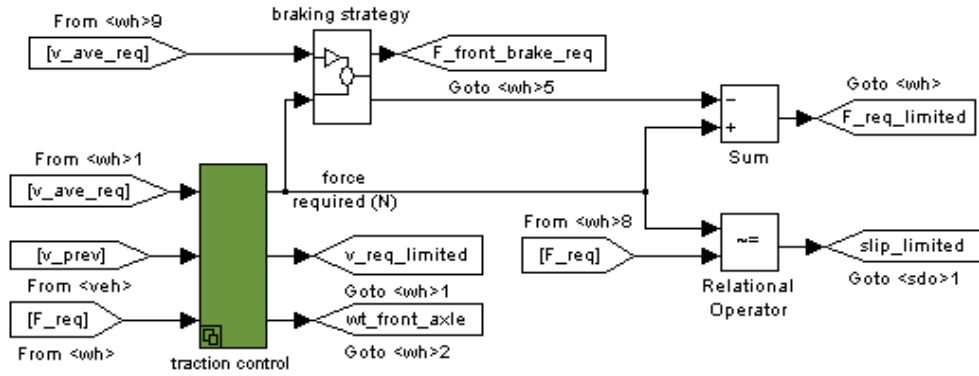 braking strategy
From <wh>9
[v_ave_req]
F_front_brake_req
Goto <wh>5
Goto <wh>
−
F_req_limited
+
Sum
From <wh>1
[v_ave_req]
force
required (N)
From <wh>8
[F_req]
~=
slip_limited
Goto <sdo>1
Relational
Operator
[v_prev]
From <veh>
v_req_limited
Goto <wh>1
[F_req]
From <wh>
wt_front_axle
Goto <wh>2
traction control